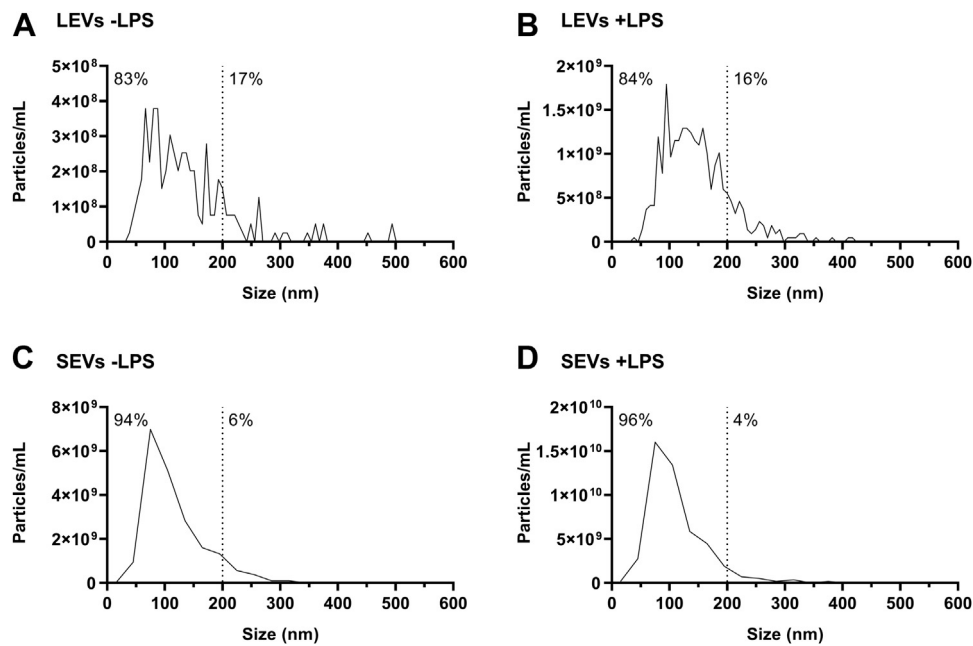 A LEVs -LPS
83% 17%
5×10⁸
4×10⁸
3×10⁸
2×10⁸
1×10⁸
0
Particles/mL
0 100 200 300 400 500 600
Size (nm)
B LEVs +LPS
84% 16%
2×10⁹
1.5×10⁹
1×10⁹
5×10⁸
0
Particles/mL
0 100 200 300 400 500 600
Size (nm)
C SEVs -LPS
94% 6%
8×10⁹
6×10⁹
4×10⁹
2×10⁹
0
Particles/mL
0 100 200 300 400 500 600
Size (nm)
D SEVs +LPS
96% 4%
2×10¹⁰
1.5×10¹⁰
1×10¹⁰
5×10⁹
0
Particles/mL
0 100 200 300 400 500 600
Size (nm)